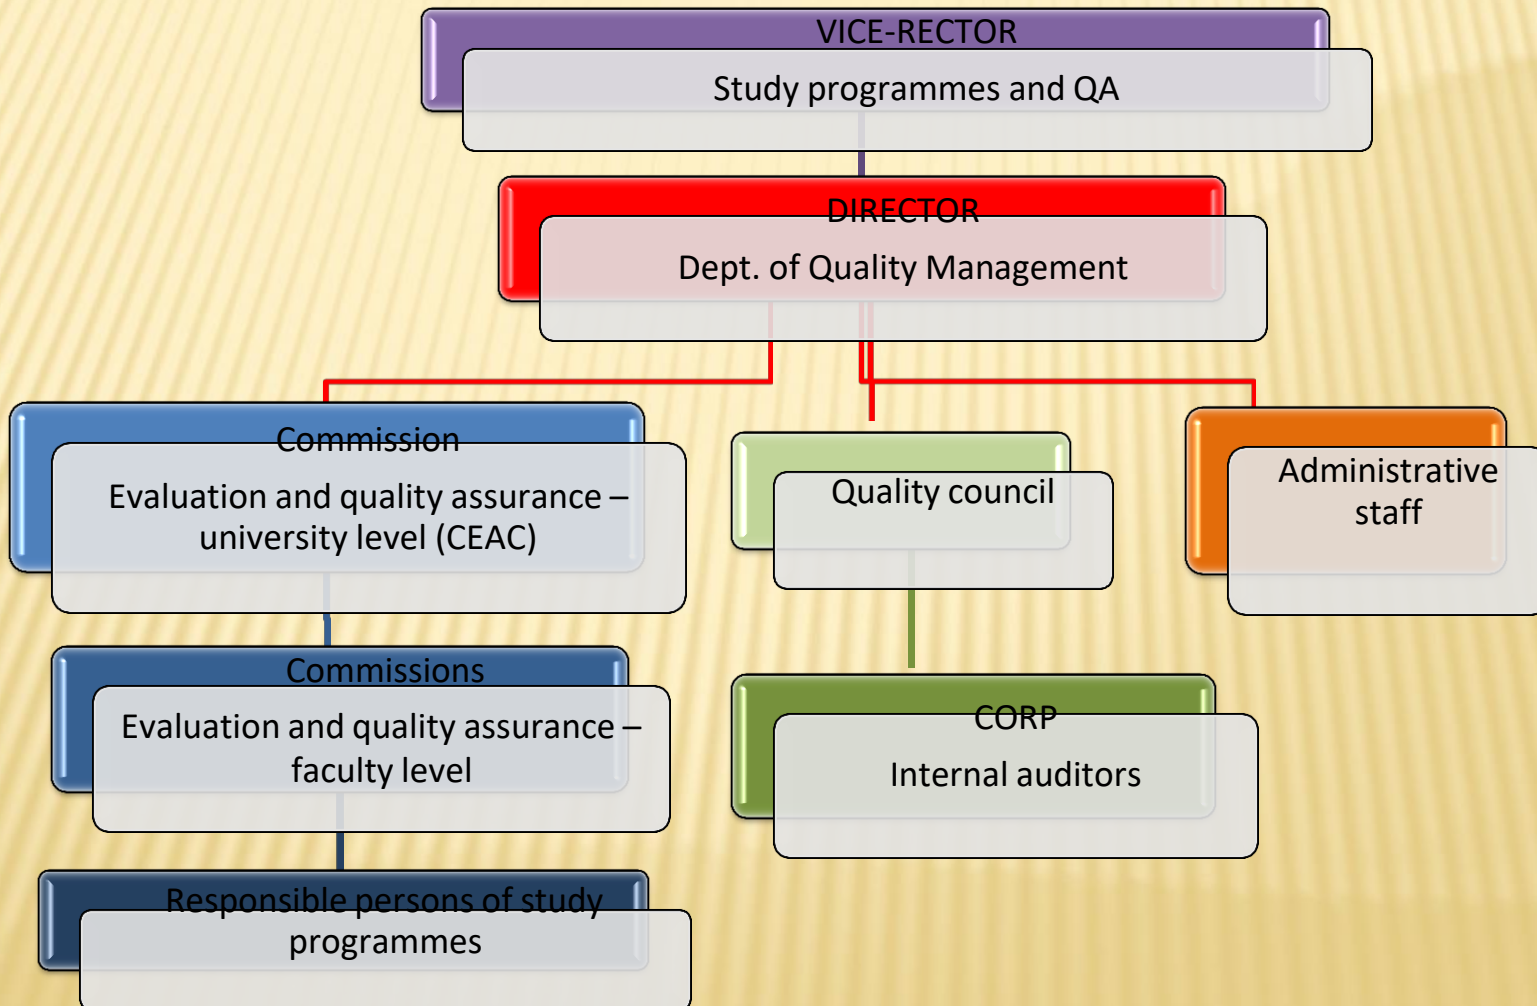 VICE-RECTOR
Study programmes and QA
DIRECTOR
Dept. of Quality Management
Commission
Evaluation and quality assurance –
university level (CEAC)
Quality council
Administrative
staff
Commissions
Evaluation and quality assurance –
faculty level
CORP
Internal auditors
Responsible persons of study
programmes